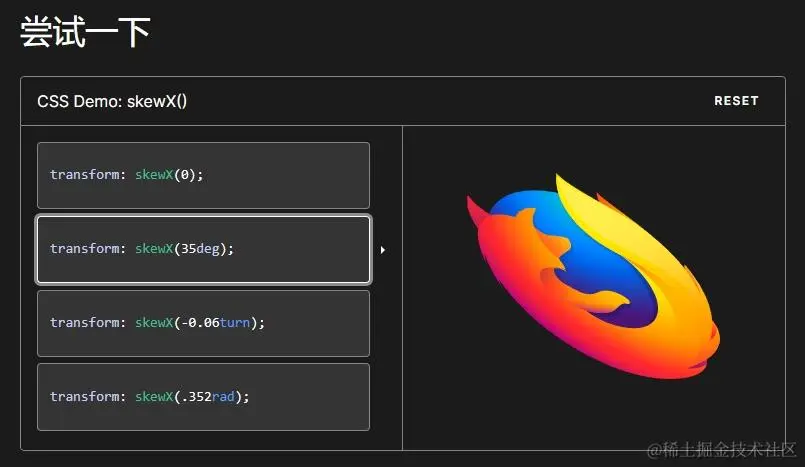 尝试一下
CSS Demo: skewX()
RESET
transform: skewX(0);
transform: skewX(35deg);
transform: skewX(-0.06turn);
transform: skewX(.352rad);
@稀土掘金技术社区